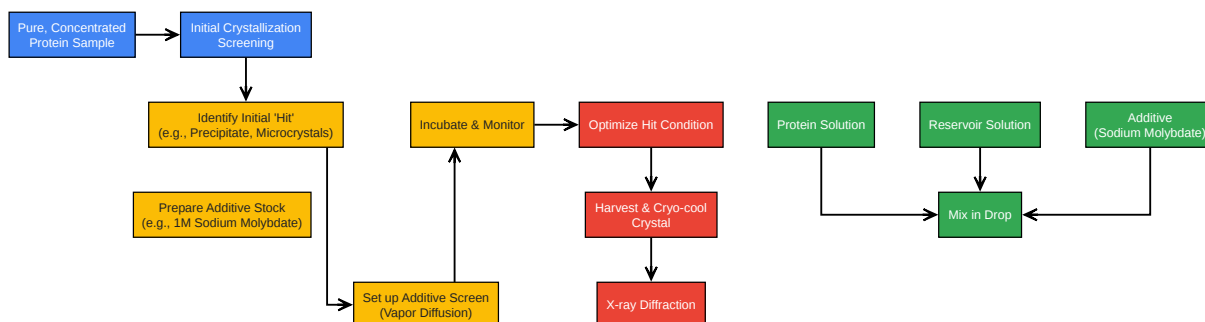 Pure, Concentrated
Protein Sample
Initial Crystallization
Screening
Identify Initial 'Hit'
(e.g., Precipitate, Microcrystals)
Prepare Additive Stock
(e.g., 1M Sodium Molybdate)
Set up Additive Screen
(Vapor Diffusion)
Incubate & Monitor
Optimize Hit Condition
Harvest & Cryo-cool
Crystal
X-ray Diffraction
Protein Solution
Reservoir Solution
Additive
(Sodium Molybdate)
Mix in Drop